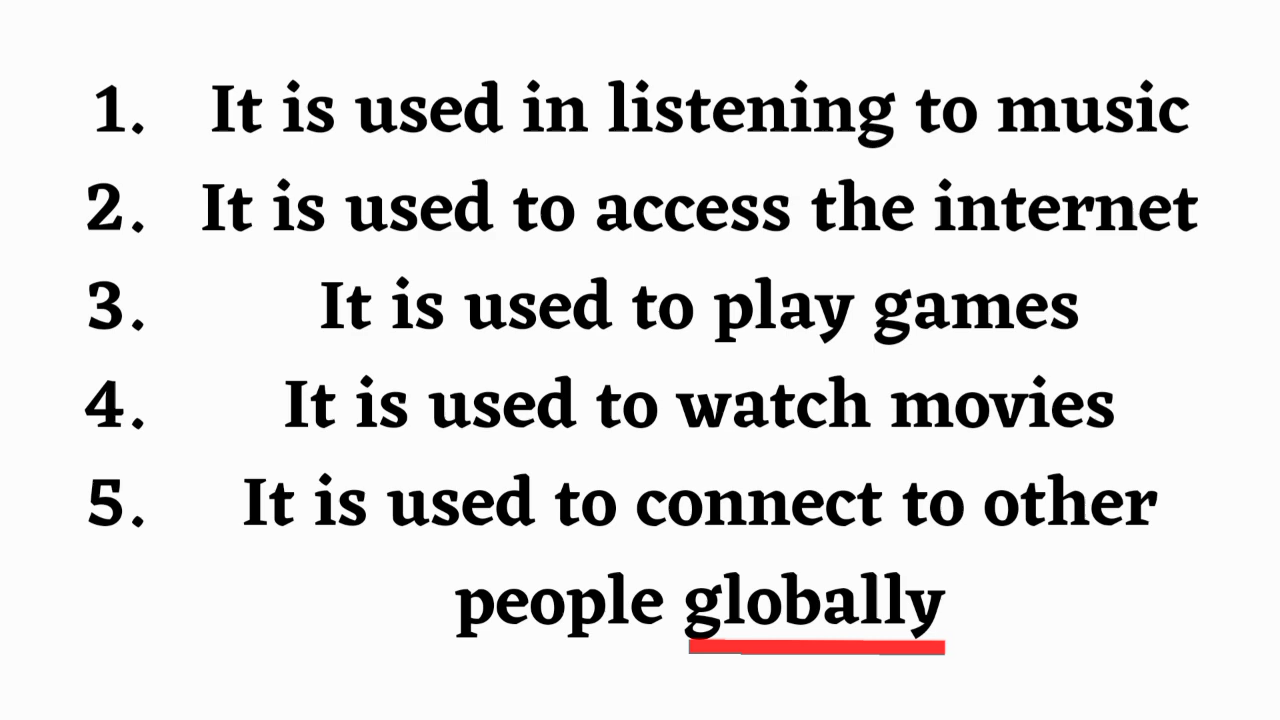 1. It is used in listening to music
2. It is used to access the internet
3. It is used to play games
4. It is used to watch movies
5. It is used to connect to other
people globally